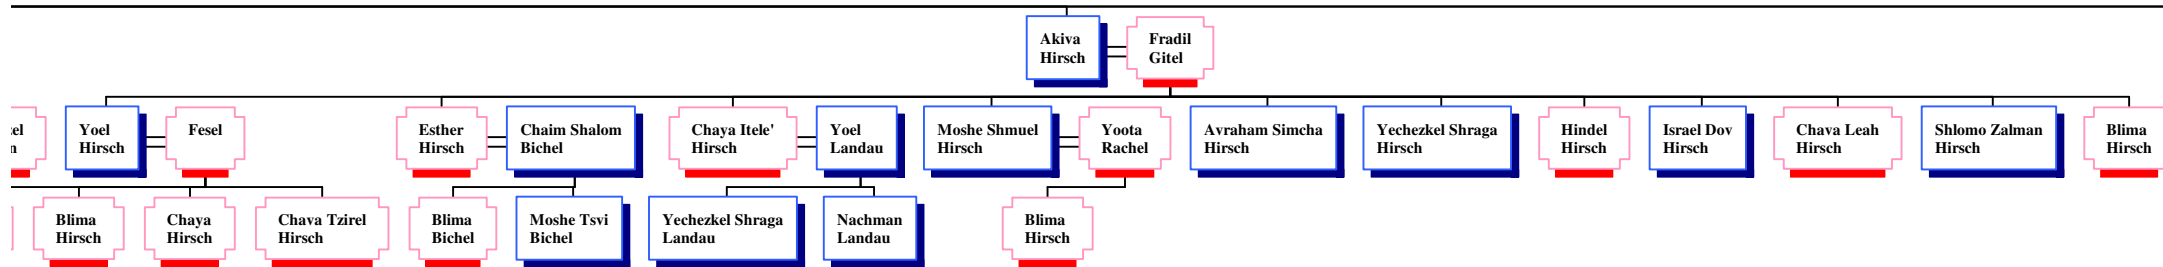 Akiva
Hirsch
Fradil
Gitel
Yoel
Hirsch
Fesel
Esther
Hirsch
Chaim Shalom
Bichel
Chaya Itele'
Hirsch
Yoel
Landau
Moshe Shmuel
Hirsch
Yoota
Rachel
Avraham Simcha
Hirsch
Yechezkel Shraga
Hirsch
Hindel
Hirsch
Israel Dov
Hirsch
Chava Leah
Hirsch
Shlomo Zalman
Hirsch
Blima
Hirsch
Blima
Hirsch
Chaya
Hirsch
Chava Tzirel
Hirsch
Blima
Bichel
Moshe Tsvi
Bichel
Yechezkel Shraga
Landau
Nachman
Landau
Blima
Hirsch